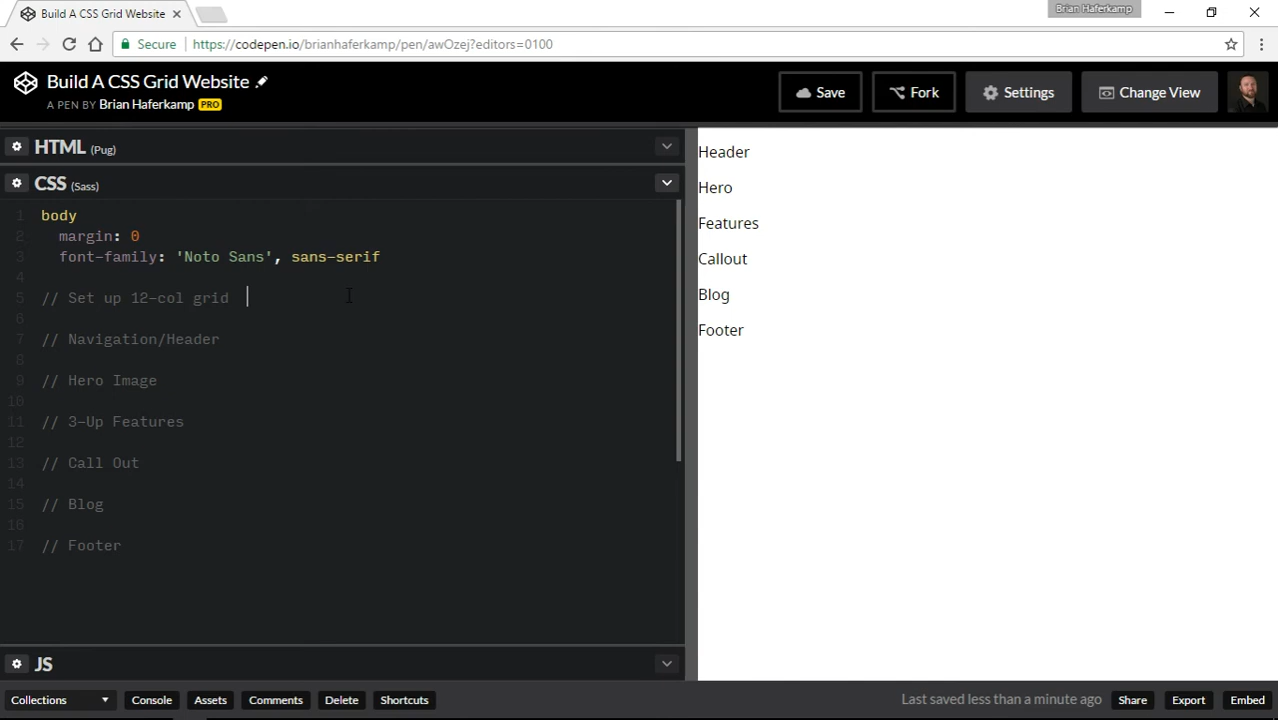 Build A CSS Grid Website
Brian Haferkamp
Secure
https://codepen.io/brianhaferkamp/pen/awOzej?editors=0100
Build A CSS Grid Website
A PEN BY Brian Haferkamp PRO
Save
Fork
Settings
Change View
HTML (Pug)
CSS (Sass)
1 body
2 margin: 0
3 font-family: 'Noto Sans', sans-serif
4
5 // Set up 12-col grid
6
7 // Navigation/Header
8
9 // Hero Image
10
11 // 3-Up Features
12
13 // Call Out
14
15 // Blog
16
17 // Footer
Header
Hero
Features
Callout
Blog
Footer
JS
Collections
Console
Assets
Comments
Delete
Shortcuts
Last saved less than a minute ago
Share
Export
Embed